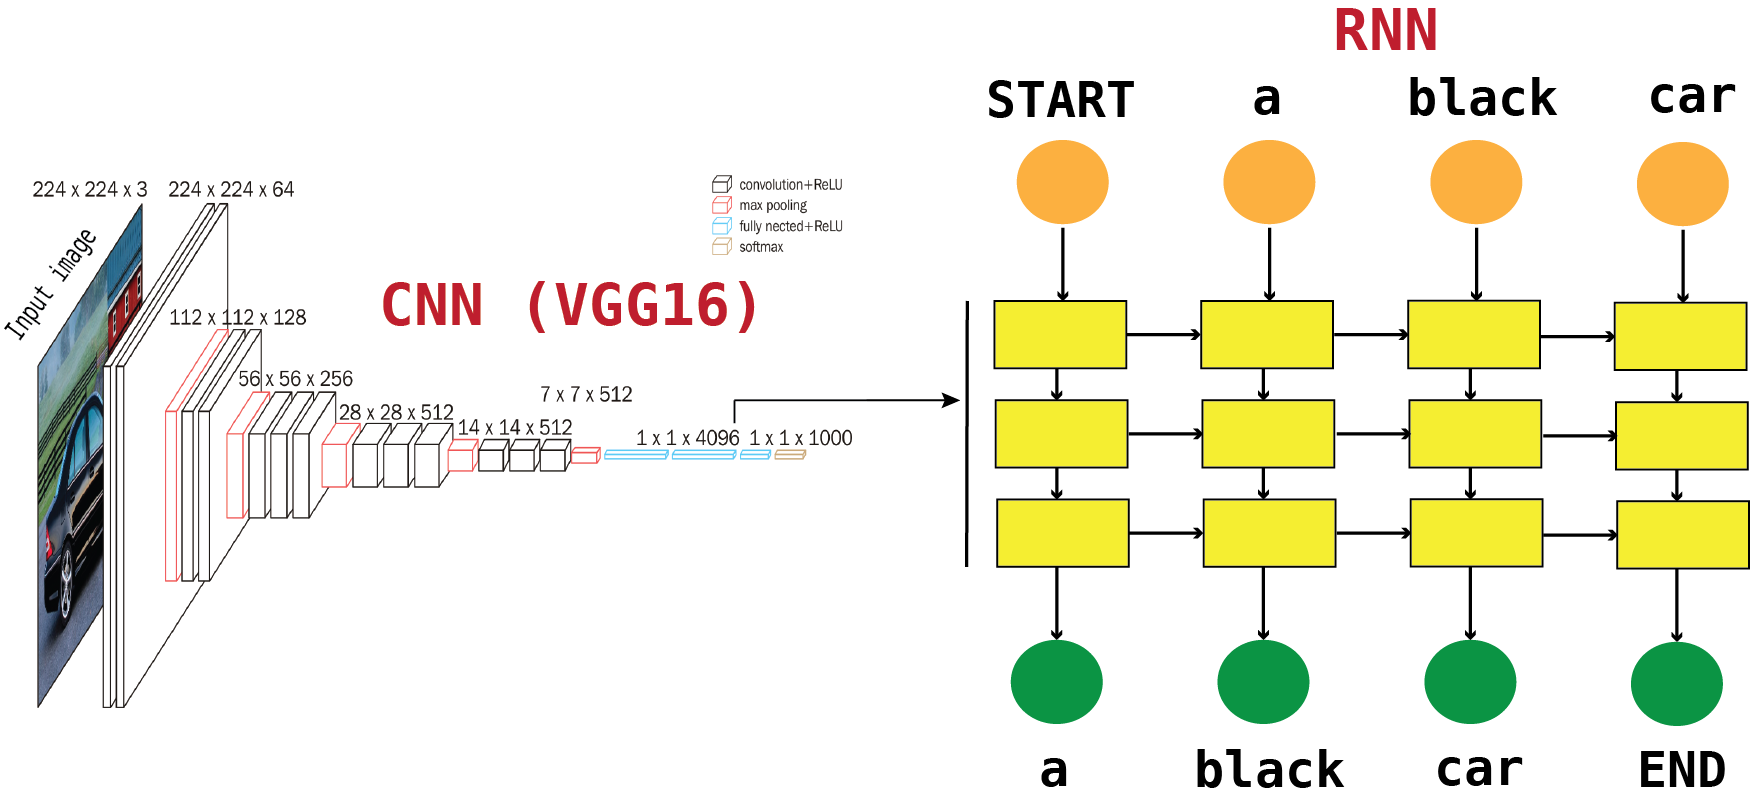 RNN
START a black car
224 x 224 x 3 224 x 224 x 64
convolution+ReLU
max pooling
fully nected+ReLU
softmax
Input image
CNN (VGG16)
112 x 112 x 128
56 x 56 x 256
28 x 28 x 512
14 x 14 x 512
7 x 7 x 512
1 x 1 x 4096 1 x 1 x 1000
a black car END